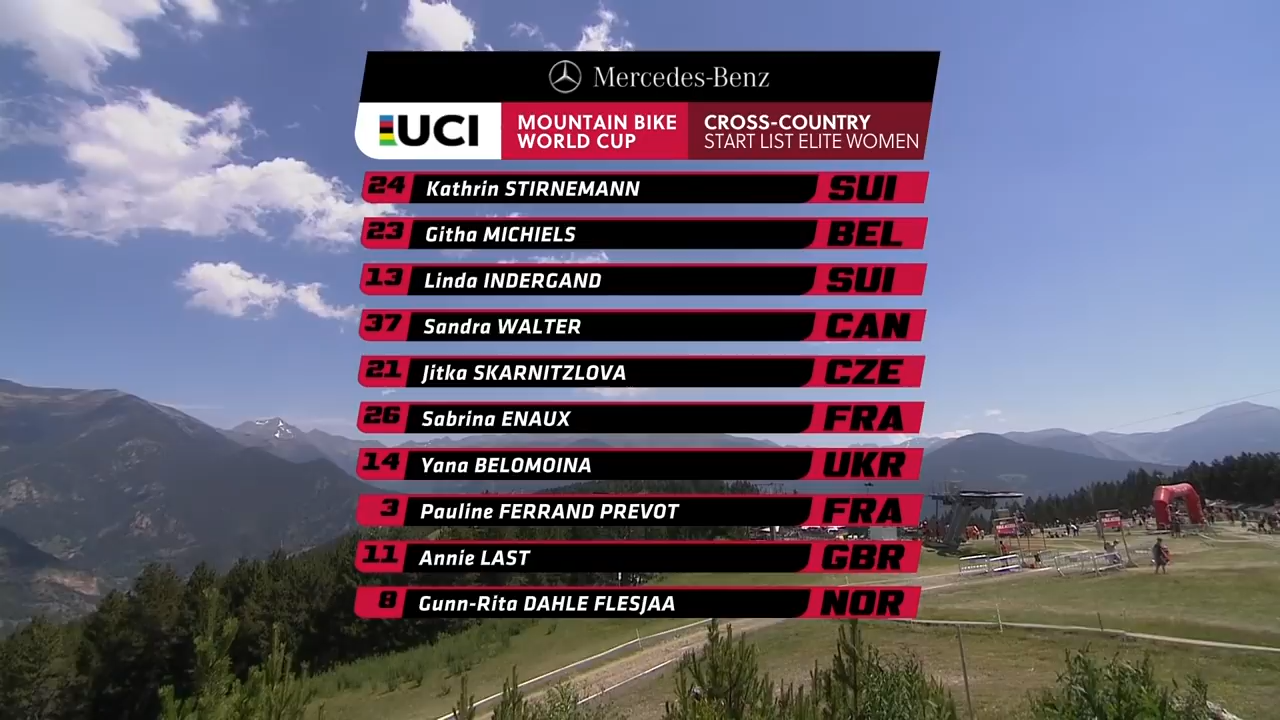 Mercedes-Benz
UCI
MOUNTAIN BIKE
WORLD CUP
CROSS-COUNTRY
START LIST ELITE WOMEN
24 Kathrin STIRNEMANN SUI
23 Githa MICHIELS BEL
13 Linda INDERGAND SUI
37 Sandra WALTER CAN
21 Jitka SKARNITZLOVA CZE
26 Sabrina ENAUX FRA
14 Yana BELOMOINA UKR
3 Pauline FERRAND PREVOT FRA
11 Annie LAST GBR
8 Gunn-Rita DAHLE FLESJAA NOR